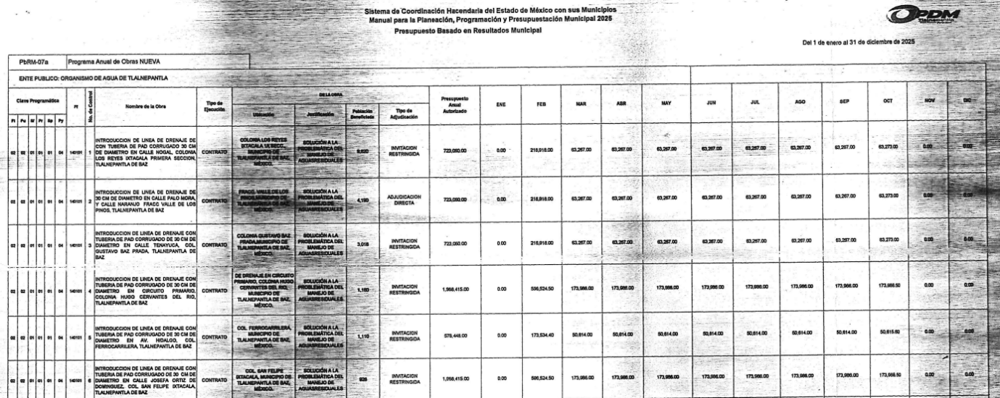 Sistema de Coordinación Hacendaria del Estado de México con sus Municipios
Manual para la Planeación, Programación y Presupuestación Municipal 2025
Presupuesto Basado en Resultados Municipal
OPDM
Tlalnepantla
Del 1 de enero al 31 de diciembre de 2025
PbRM-07a Programa Anual de Obras NUEVA
ENTE PUBLICO: ORGANISMO DE AGUA DE TLALNEPANTLA
Clave Programática
Ff
No. de Control
Nombre de la Obra
Tipo de
Ejecución
DE LA OBRA
Ubicación
Justificación
Población
Beneficiada
Tipo de
Adjudicación
Presupuesto
Anual
Autorizado
ENE FEB MAR ABR MAY JUN JUL AGO SEP OCT NOV DIC
Fi Fu Sf Pr Sp Py
02 02 01 01 01 04 140101 1
INTRODUCCION DE LINEA DE DRENAJE DE
CON TUBERIA DE PAD CORRUGADO 30 CM
DE DIAMETRO EN CALLE NOGAL, COLONIA
LOS REYES IXTACALA PRIMERA SECCION,
TLALNEPANTLA DE BAZ
CONTRATO
COLONIA LOS REYES
IXTACALA 1A SECC.,
MUNICIPIO DE
TLALNEPANTLA DE BAZ,
MÉXICO.
SOLUCIÓN A LA
PROBLEMÁTICA DEL
MANEJO DE
AGUASRESIDUALES
INVITACION
RESTRINGIDA
723,060.00 0.00 216,918.00 63,267.00 63,267.00 63,267.00 63,267.00 63,267.00 63,267.00 63,267.00 63,273.00 0.00 0.00
02 02 01 01 01 04 140101 2
INTRODUCCION DE LINEA DE DRENAJE DE
30 CM DE DIAMETRO EN CALLE PALO MORA,
Y CALLE NARANJO FRACC VALLE DE LOS
PINOS, TLALNEPANTLA DE BAZ
CONTRATO
FRACC. VALLE DE LOS
PINOS, MUNICIPIO DE
TLALNEPANTLA DE BAZ,
MÉXICO.
SOLUCIÓN A LA
PROBLEMÁTICA DEL
MANEJO DE
AGUASRESIDUALES
4,190
ADJUDICACION
DIRECTA
723,060.00 0.00 216,918.00 63,267.00 63,267.00 63,267.00 63,267.00 63,267.00 63,267.00 63,267.00 63,273.00 0.00 0.00
02 02 01 01 01 04 140101 3
INTRODUCCION DE LINEA DE DRENAJE CON
TUBERIA DE PAD CORRUGADO DE 30 CM DE
DIAMETRO EN CALLE TENAYUCA, COL.
GUSTAVO BAZ PRADA, TLALNEPANTLA DE
BAZ
CONTRATO
COLONIA GUSTAVO BAZ
PRADA,MUNICIPIO DE
TLALNEPANTLA DE BAZ,
MÉXICO.
SOLUCIÓN A LA
PROBLEMÁTICA DEL
MANEJO DE
AGUASRESIDUALES
3,016
INVITACION
RESTRINGIDA
723,060.00 0.00 216,918.00 63,267.00 63,267.00 63,267.00 63,267.00 63,267.00 63,267.00 63,267.00 63,273.00 0.00 0.00
02 02 01 01 01 04 140101 4
INTRODUCCION DE LINEA DE DRENAJE CON
TUBERIA DE PAD CORRUGADO DE 30 CM DE
DIAMETRO EN CIRCUITO PRIMARIO,
COLONIA HUGO CERVANTES DEL RIO,
TLALNEPANTLA DE BAZ
CONTRATO
DE DRENAJE EN CIRCUITO
PRIMARIO, COLONIA HUGO
CERVANTES DEL RIO,
MUNICIPIO DE
TLALNEPANTLA DE BAZ,
MÉXICO.
SOLUCIÓN A LA
PROBLEMÁTICA DEL
MANEJO DE
AGUASRESIDUALES
1,180
INVITACION
RESTRINGIDA
1,988,415.00 0.00 596,524.50 173,986.00 173,986.00 173,986.00 173,986.00 173,986.00 173,986.00 173,986.00 173,988.50 0.00 0.00
02 02 01 01 01 04 140101 5
INTRODUCCION DE LINEA DE DRENAJE CON
TUBERIA DE PAD CORRUGADO DE 30 CM DE
DIAMETRO EN AV. HIDALGO, COL.
FERROCARRILERA, TLALNEPANTLA DE BAZ
CONTRATO
COL. FERROCARRILERA,
MUNICIPIO DE
TLALNEPANTLA DE BAZ,
MÉXICO.
SOLUCIÓN A LA
PROBLEMÁTICA DEL
MANEJO DE
AGUASRESIDUALES
1,110
INVITACION
RESTRINGIDA
578,448.00 0.00 173,534.40 50,614.00 50,614.00 50,614.00 50,614.00 50,614.00 50,614.00 50,614.00 50,615.60 0.00 0.00
02 02 01 01 01 04 140101 6
INTRODUCCION DE LINEA DE DRENAJE CON
TUBERIA DE PAD CORRUGADO DE 30 CM DE
DIAMETRO EN CALLE JOSEFA ORTIZ DE
DOMINGUEZ, COL. SAN FELIPE IXTACALA,
TLALNEPANTLA DE BAZ
CONTRATO
COL. SAN FELIPE
IXTACALA, MUNICIPIO DE
TLALNEPANTLA DE BAZ,
MÉXICO.
SOLUCIÓN A LA
PROBLEMÁTICA DEL
MANEJO DE
AGUASRESIDUALES
INVITACION
RESTRINGIDA
1,988,415.00 0.00 596,524.50 173,986.00 173,986.00 173,986.00 173,986.00 173,986.00 173,986.00 173,986.00 173,988.50 0.00 0.00